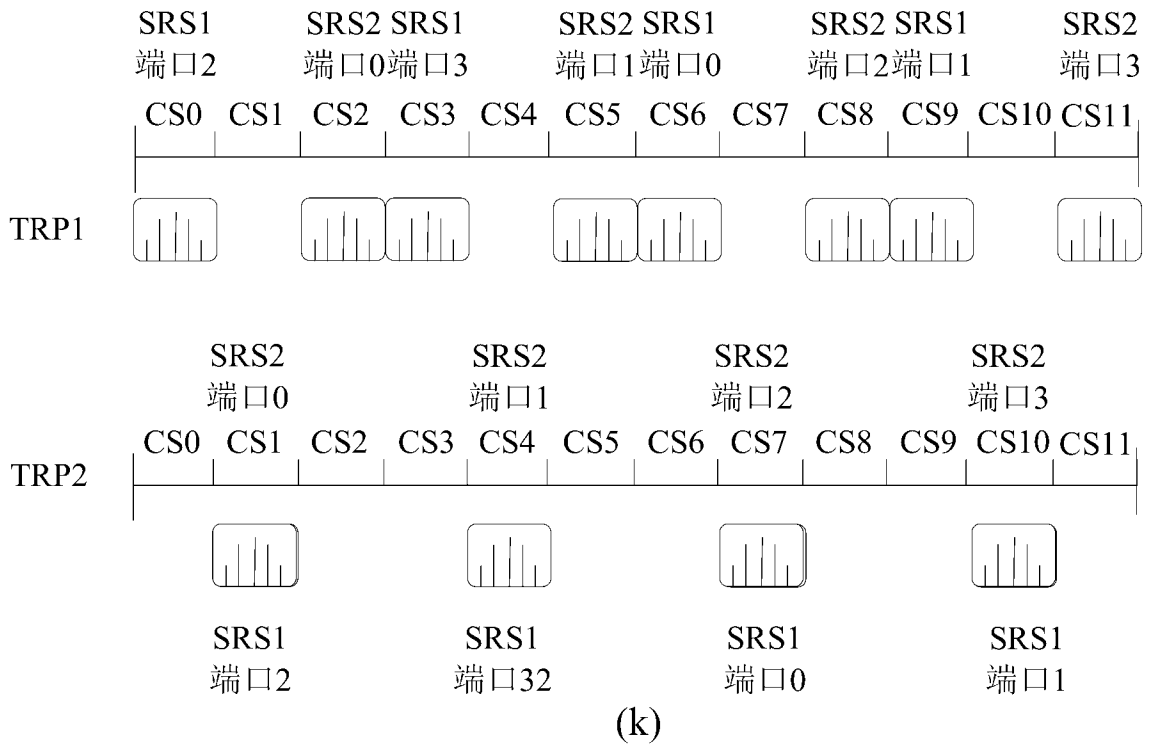 SRS1 SRS2 SRS1 SRS2 SRS1 SRS2 SRS1 SRS2
端口2 端口0 端口3 端口1 端口0 端口2 端口1 端口3
CS0 CS1 CS2 CS3 CS4 CS5 CS6 CS7 CS8 CS9 CS10 CS11
TRP1
SRS2 SRS2 SRS2 SRS2
端口0 端口1 端口2 端口3
CS0 CS1 CS2 CS3 CS4 CS5 CS6 CS7 CS8 CS9 CS10 CS11
TRP2
SRS1 SRS1 SRS1 SRS1
端口2 端口32 端口0 端口1
(k)